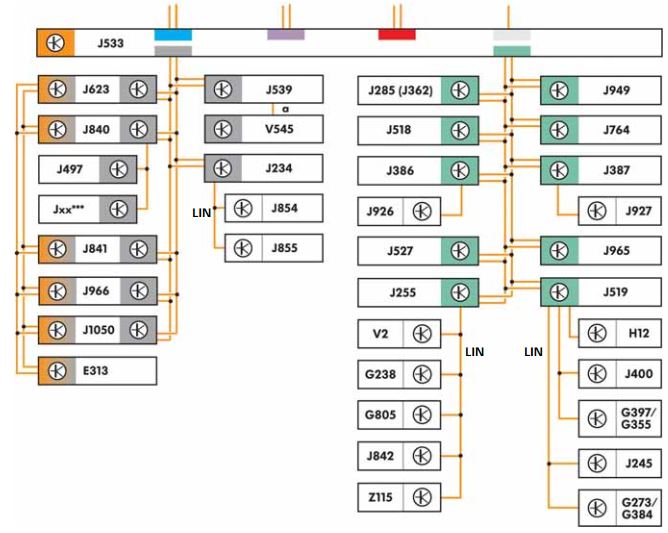 J533
J623
J539
J285 (J362)
J949
α
J840
V545
J518
J764
J497
J234
J386
J387
Jxx***
LIN
J854
J926
J927
J841
J855
J527
J965
J966
J255
J519
J1050
V2
LIN
LIN
H12
E313
G238
J400
G805
G397/
G355
J842
J245
Z115
G273/
G384